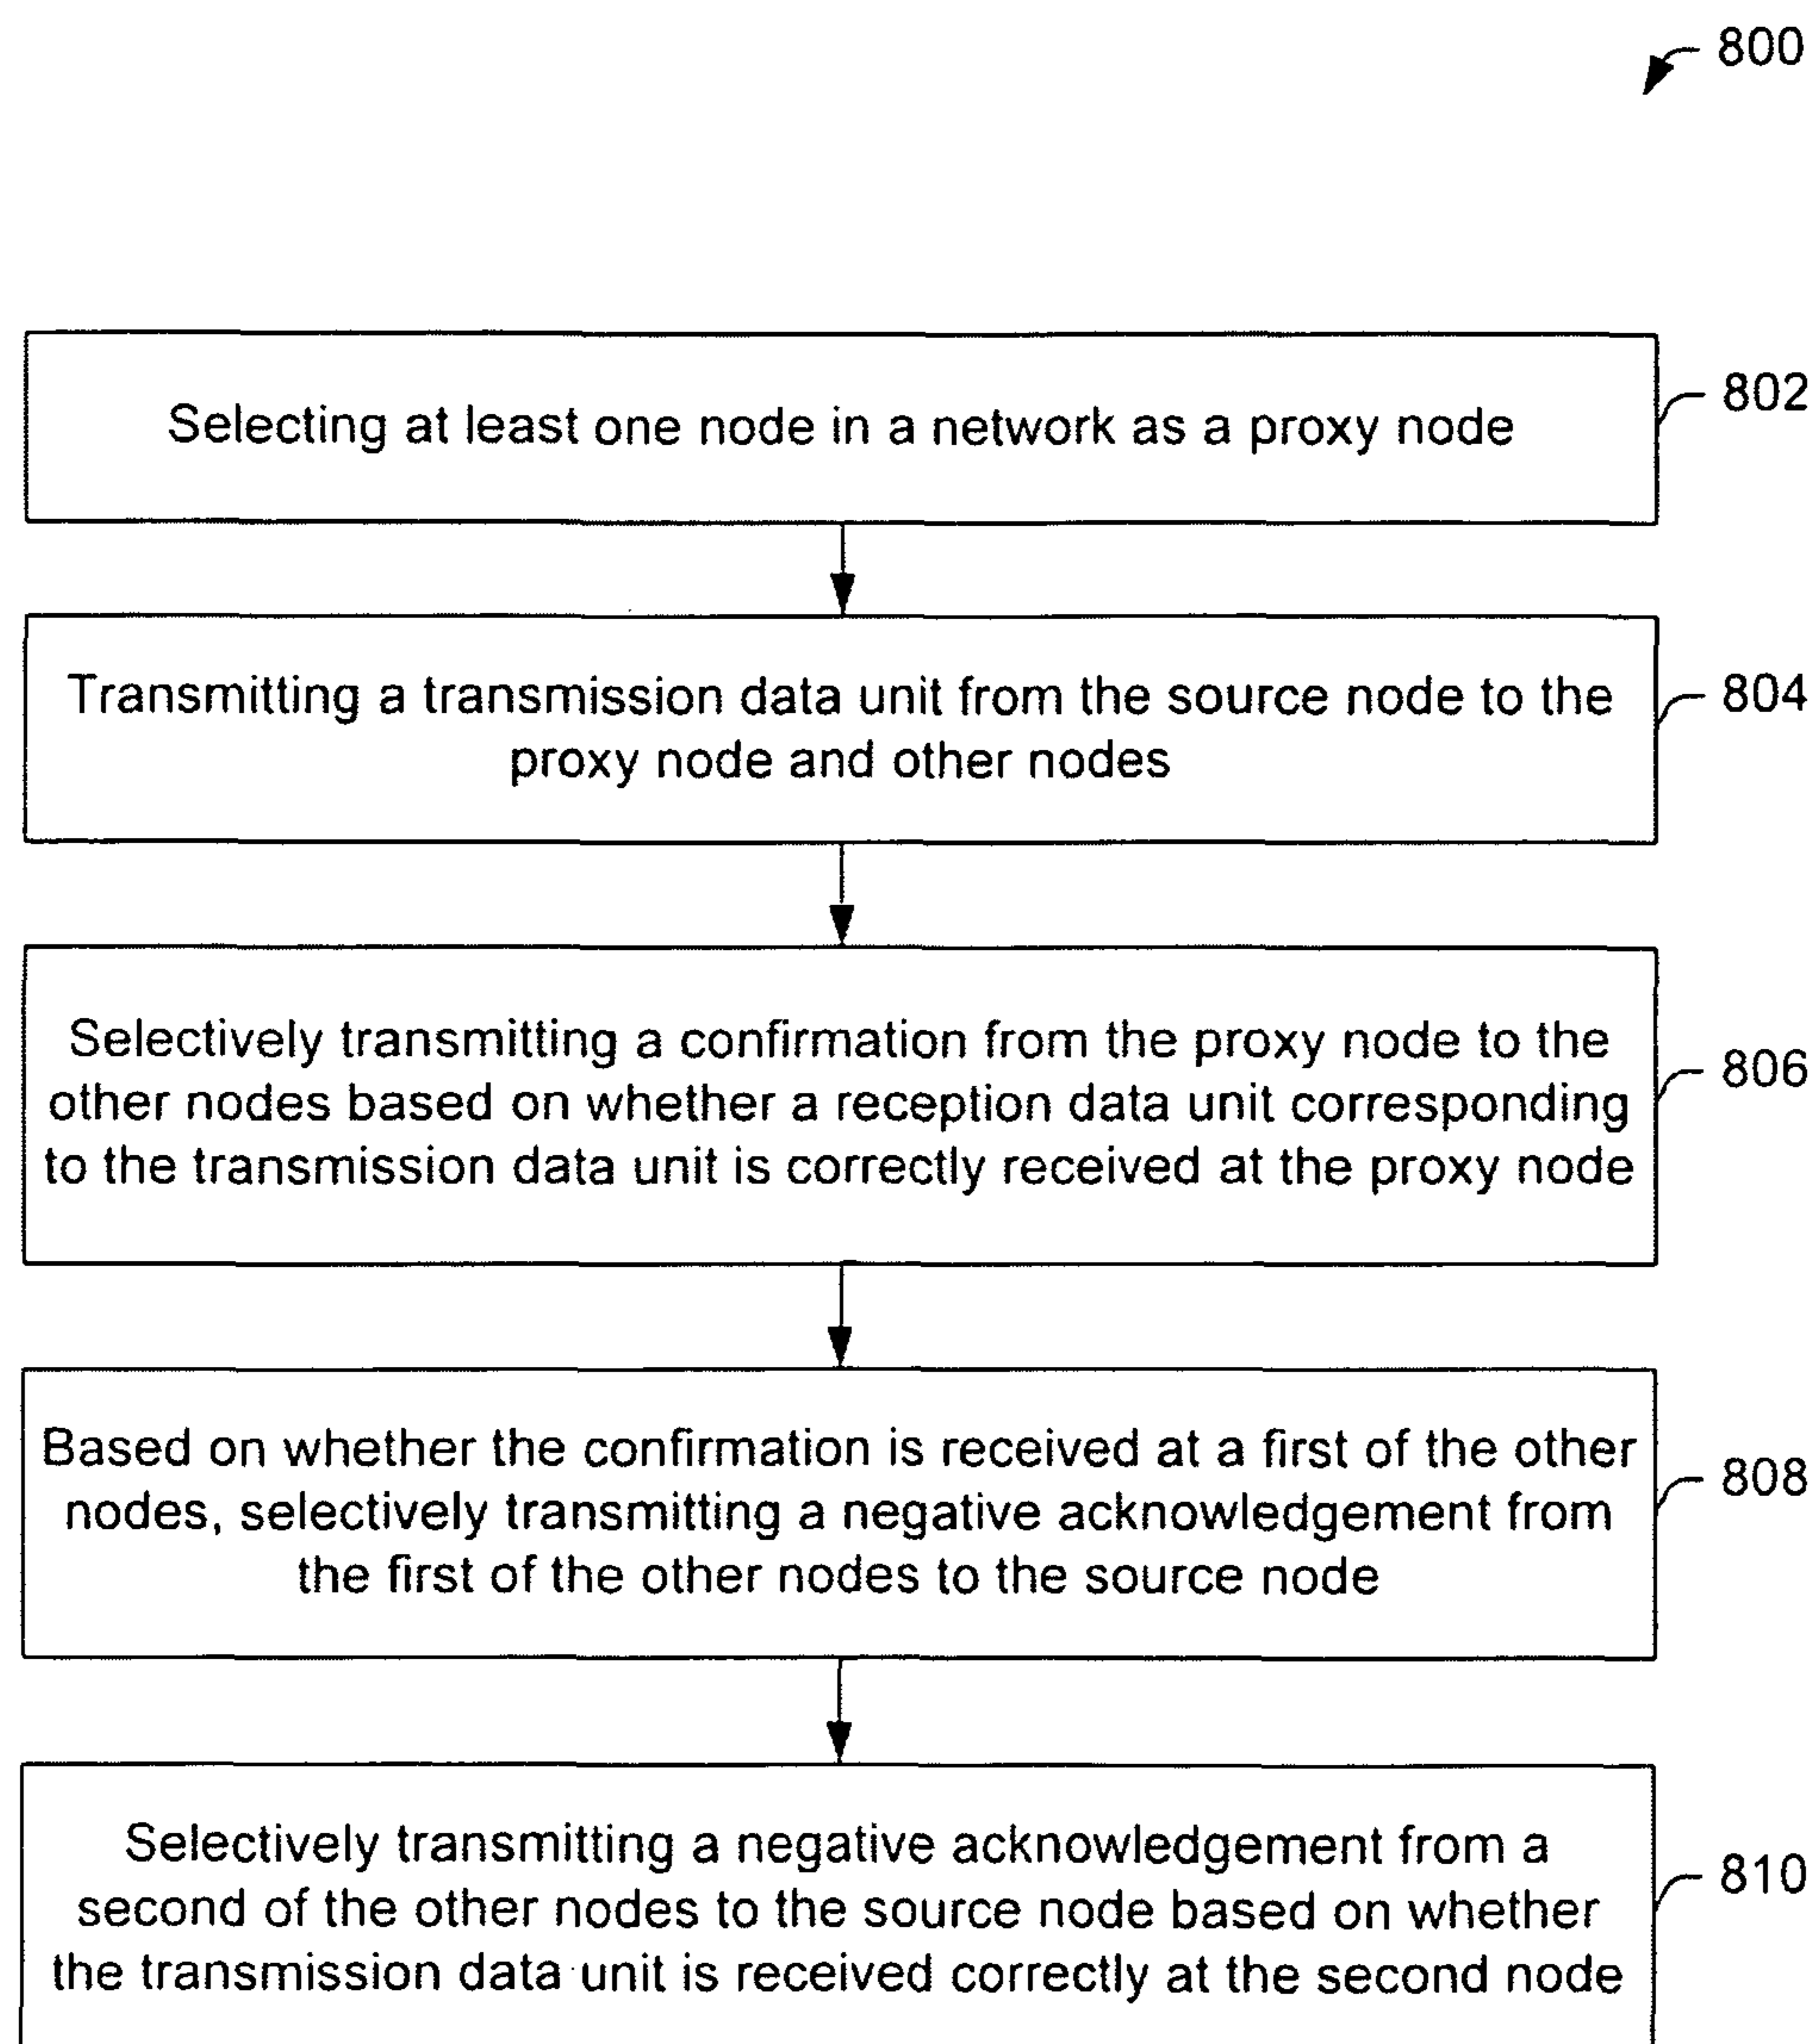 800
Selecting at least one node in a network as a proxy node
802
Transmitting a transmission data unit from the source node to the
proxy node and other nodes
804
Selectively transmitting a confirmation from the proxy node to the
other nodes based on whether a reception data unit corresponding
to the transmission data unit is correctly received at the proxy node
806
Based on whether the confirmation is received at a first of the other
nodes, selectively transmitting a negative acknowledgement from
the first of the other nodes to the source node
808
Selectively transmitting a negative acknowledgement from a
second of the other nodes to the source node based on whether
the transmission data unit is received correctly at the second node
810